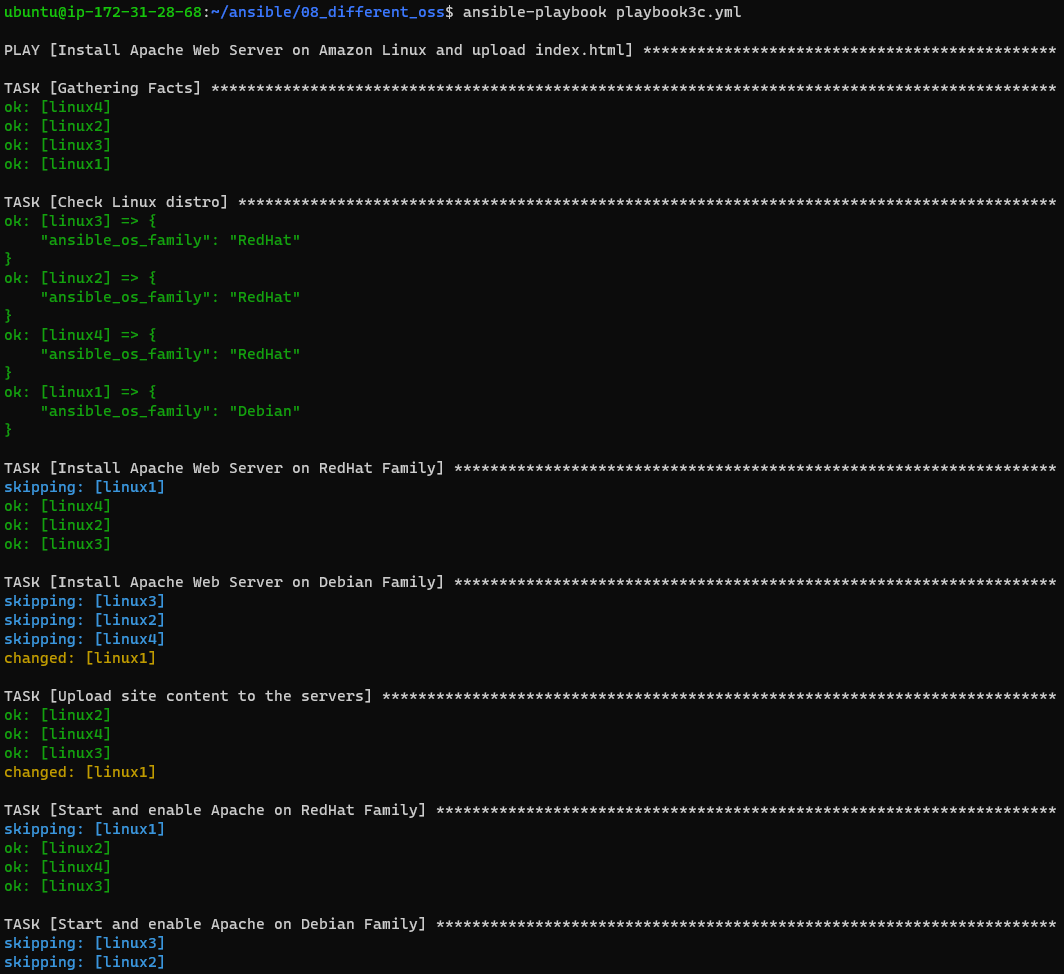 ubuntu@ip-172-31-28-68:~/ansible/08_different_oss$ ansible-playbook playbook3c.yml
PLAY [Install Apache Web Server on Amazon Linux and upload index.html] **********************************************
TASK [Gathering Facts] **********************************************************************************************
ok: [linux4]
ok: [linux2]
ok: [linux3]
ok: [linux1]
TASK [Check Linux distro] *******************************************************************************************
ok: [linux3] => {
    "ansible_os_family": "RedHat"
}
ok: [linux2] => {
    "ansible_os_family": "RedHat"
}
ok: [linux4] => {
    "ansible_os_family": "RedHat"
}
ok: [linux1] => {
    "ansible_os_family": "Debian"
}
TASK [Install Apache Web Server on RedHat Family] *******************************************************************
skipping: [linux1]
ok: [linux4]
ok: [linux2]
ok: [linux3]
TASK [Install Apache Web Server on Debian Family] *******************************************************************
skipping: [linux3]
skipping: [linux2]
skipping: [linux4]
changed: [linux1]
TASK [Upload site content to the servers] ***************************************************************************
ok: [linux2]
ok: [linux4]
ok: [linux3]
changed: [linux1]
TASK [Start and enable Apache on RedHat Family] *********************************************************************
skipping: [linux1]
ok: [linux2]
ok: [linux4]
ok: [linux3]
TASK [Start and enable Apache on Debian Family] *********************************************************************
skipping: [linux3]
skipping: [linux2]